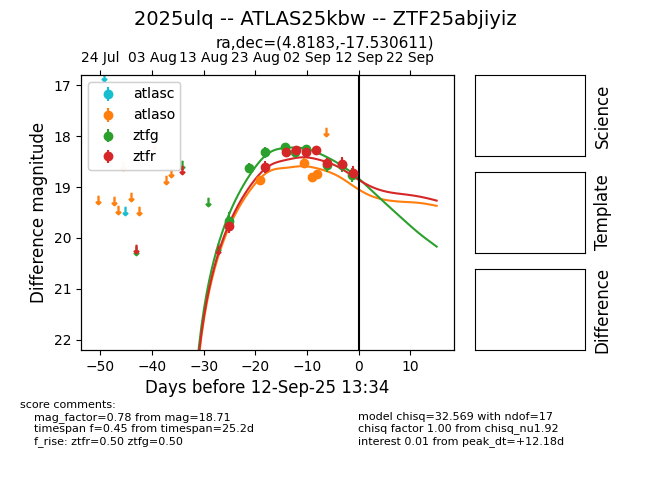 2025ulq -- ATLAS25kbw -- ZTF25abjiyiz
ra,dec=(4.8183,-17.530611)
24 Jul 03 Aug 13 Aug 23 Aug 02 Sep 12 Sep 22 Sep
17
18
19
20
21
22
Difference magnitude
atlasc
atlaso
ztfg
ztfr
−50 −40 −30 −20 −10 0 10
Days before 12-Sep-25 13:34
Science
Template
Difference
score comments:
mag_factor=0.78 from mag=18.71
timespan f=0.45 from timespan=25.2d
f_rise: ztfr=0.50 ztfg=0.50
model chisq=32.569 with ndof=17
chisq factor 1.00 from chisq_nu1.92
interest 0.01 from peak_dt=+12.18d